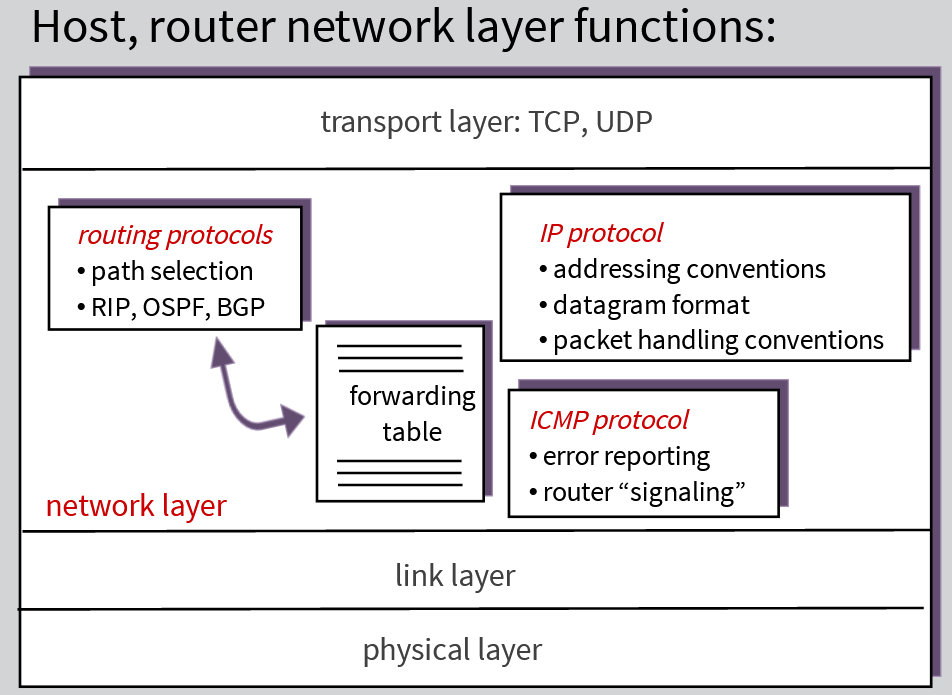 Host, router network layer functions:
transport layer: TCP, UDP
routing protocols
• path selection
• RIP, OSPF, BGP
IP protocol
• addressing conventions
• datagram format
• packet handling conventions
forwarding
table
ICMP protocol
• error reporting
• router “signaling”
network layer
link layer
physical layer